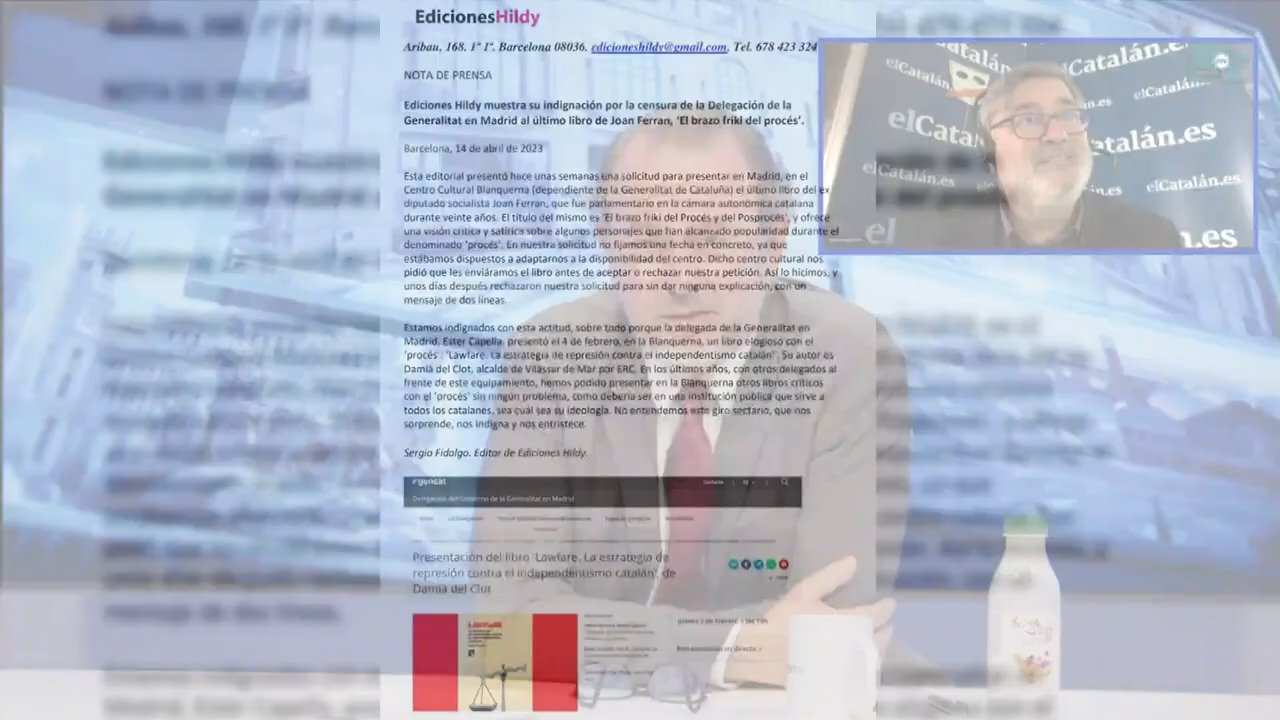 EdicionesHildy
Aribau, 168. 1º 1ª. Barcelona 08036. edicioneshildy@gmail.com, Tel. 678 423 324
NOTA DE PRENSA
Ediciones Hildy muestra su indignación por la censura de la Delegación de la
Generalitat en Madrid al último libro de Joan Ferran, 'El brazo friki del procés'.
Barcelona, 14 de abril de 2023
Esta editorial presentó hace unas semanas una solicitud para presentar en Madrid, en el
Centro Cultural Blanquerna (dependiente de la Generalitat de Cataluña) el último libro del ex
diputado socialista Joan Ferran, que fue parlamentario en la cámara autonómica catalana
durante veinte años. El título del mismo es 'El brazo friki del Procés y del Posprocés', y ofrece
una visión crítica y satírica sobre algunos personajes que han alcanzado popularidad durante el
denominado 'procés'. En nuestra solicitud no fijamos una fecha en concreto, ya que
estábamos dispuestos a adaptarnos a la disponibilidad del centro. Dicho centro cultural nos
pidió que les enviáramos el libro antes de aceptar o rechazar nuestra petición. Así lo hicimos, y
unos días después rechazaron nuestra solicitud para sin dar ninguna explicación, con un
mensaje de dos líneas.
Estamos indignados con esta actitud, sobre todo porque la delegada de la Generalitat en
Madrid, Ester Capella, presentó el 4 de febrero, en la Blanquerna, un libro elogioso con el
'procés': 'Lawfare. La estrategia de represión contra el independentismo catalán'. Su autor es
Damià del Clot, alcalde de Vilassar de Mar por ERC. En los últimos años, con otros delegados al
frente de este equipamiento, hemos podido presentar en la Blanquerna otros libros críticos
con el 'procés' sin ningún problema, como debería ser en una institución pública que sirve a
todos los catalanes, sea cuál sea su ideología. No entendemos este giro sectario, que nos
sorprende, nos indigna y nos entristece.
Sergio Fidalgo. Editor de Ediciones Hildy.
gencat
Delegación del Gobierno de la Generalitat en Madrid
Contacte
Presentación del libro 'Lawfare. La estrategia de
represión contra el independentismo catalán', de
Damià del Clot
elCatalán.es
elCatalán.es
elCatalán.es
elCatalán.es
elCatalán.es